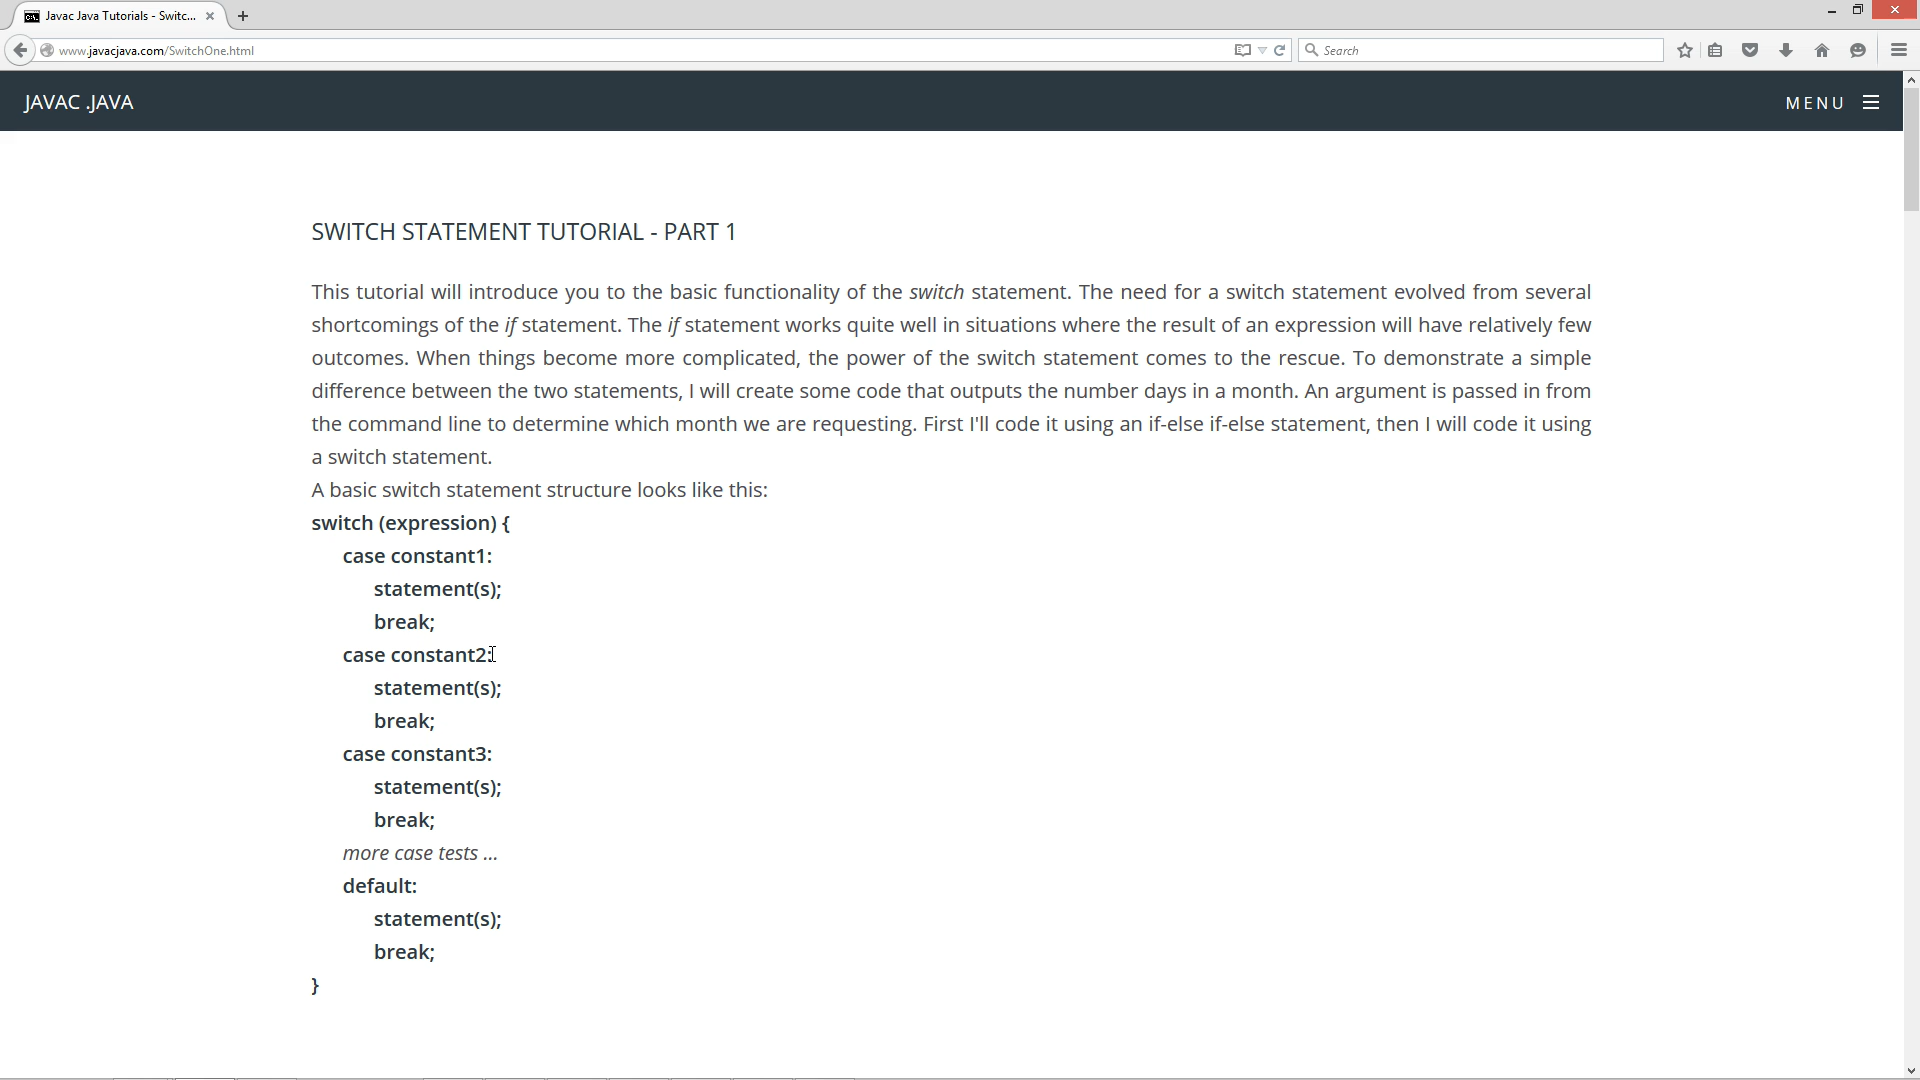 Javac Java Tutorials - Switc...
www.javacjava.com/SwitchOne.html
Search
JAVAC .JAVA
MENU
SWITCH STATEMENT TUTORIAL - PART 1
This tutorial will introduce you to the basic functionality of the switch statement. The need for a switch statement evolved from several
shortcomings of the if statement. The if statement works quite well in situations where the result of an expression will have relatively few
outcomes. When things become more complicated, the power of the switch statement comes to the rescue. To demonstrate a simple
difference between the two statements, I will create some code that outputs the number days in a month. An argument is passed in from
the command line to determine which month we are requesting. First I'll code it using an if-else if-else statement, then I will code it using
a switch statement.
A basic switch statement structure looks like this:
switch (expression) {
case constant1:
statement(s);
break;
case constant2:
statement(s);
break;
case constant3:
statement(s);
break;
more case tests ...
default:
statement(s);
break;
}